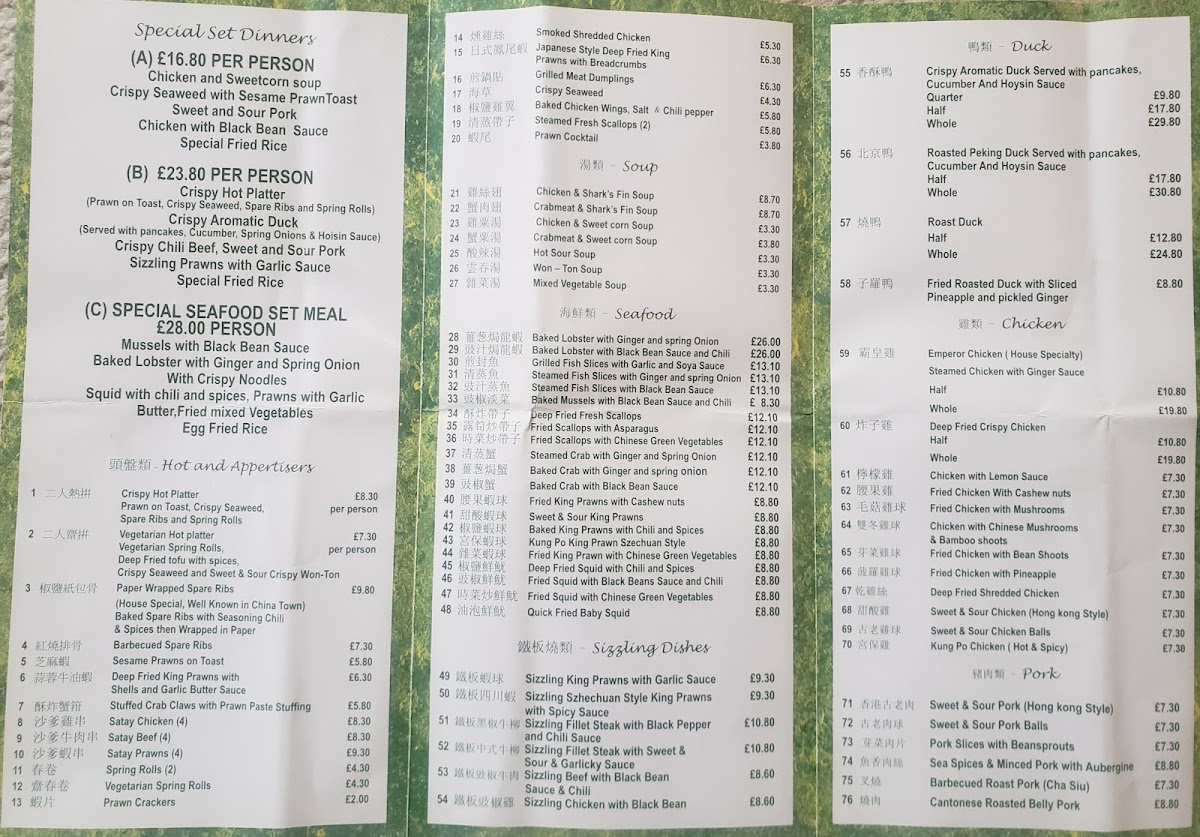 Special Set Dinners
(A) £16.80 PER PERSON
Chicken and Sweetcorn soup
Crispy Seaweed with Sesame PrawnToast
Sweet and Sour Pork
Chicken with Black Bean Sauce
Special Fried Rice
(B) £23.80 PER PERSON
Crispy Hot Platter
(Prawn on Toast, Crispy Seaweed, Spare Ribs and Spring Rolls)
Crispy Aromatic Duck
(Served with pancakes, Cucumber, Spring Onions & Hoisin Sauce)
Crispy Chili Beef, Sweet and Sour Pork
Sizzling Prawns with Garlic Sauce
Special Fried Rice
(C) SPECIAL SEAFOOD SET MEAL
£28.00 PERSON
Mussels with Black Bean Sauce
Baked Lobster with Ginger and Spring Onion
With Crispy Noodles
Squid with chili and spices, Prawns with Garlic
Butter,Fried mixed Vegetables
Egg Fried Rice
頭盤類 - Hot and Appertisers
1 二人熱拼 Crispy Hot Platter £8.30
Prawn on Toast, Crispy Seaweed, per person
Spare Ribs and Spring Rolls
2 二人齋拼 Vegetarian Hot platter £7.30
Vegetarian Spring Rolls, per person
Deep Fried tofu with spices,
Crispy Seaweed and Sweet & Sour Crispy Won-Ton
3 椒鹽紙包骨 Paper Wrapped Spare Ribs £9.80
(House Special, Well Known in China Town)
Baked Spare Ribs with Seasoning Chili
& Spices then Wrapped in Paper
4 紅燒排骨 Barbecued Spare Ribs £7.30
5 芝麻蝦 Sesame Prawns on Toast £5.80
6 蒜蓉牛油蝦 Deep Fried King Prawns with £6.30
Shells and Garlic Butter Sauce
7 酥炸蟹箝 Stuffed Crab Claws with Prawn Paste Stuffing £5.80
8 沙爹雞串 Satay Chicken (4) £8.30
9 沙爹牛肉串 Satay Beef (4) £8.30
10 沙爹蝦串 Satay Prawns (4) £9.30
11 春卷 Spring Rolls (2) £4.30
12 齋春卷 Vegetarian Spring Rolls £4.30
13 蝦片 Prawn Crackers £2.00
14 燻雞絲 Smoked Shredded Chicken £5.30
15 日式鳳尾蝦 Japanese Style Deep Fried King £6.30
Prawns with Breadcrumbs
16 煎鍋貼 Grilled Meat Dumplings £6.30
17 海草 Crispy Seaweed £4.30
18 椒鹽雞翼 Baked Chicken Wings, Salt & Chili pepper £5.80
19 清蒸帶子 Steamed Fresh Scallops (2) £5.80
20 蝦尾 Prawn Cocktail £3.80
湯類 - Soup
21 雞絲翅 Chicken & Shark's Fin Soup £8.70
22 蟹肉翅 Crabmeat & Shark's Fin Soup £8.70
23 雞粟湯 Chicken & Sweet corn Soup £3.30
24 蟹粟湯 Crabmeat & Sweet corn Soup £3.80
25 酸辣湯 Hot Sour Soup £3.30
26 雲吞湯 Won – Ton Soup £3.30
27 雜菜湯 Mixed Vegetable Soup £3.30
海鮮類 - Seafood
28 薑葱焗龍蝦 Baked Lobster with Ginger and spring Onion £26.00
29 豉汁焗龍蝦 Baked Lobster with Black Bean Sauce and Chili £26.00
30 煎封魚 Grilled Fish Slices with Garlic and Soya Sauce £13.10
31 清蒸魚 Steamed Fish Slices with Ginger and spring Onion £13.10
32 豉汁蒸魚 Steamed Fish Slices with Black Bean Sauce £13.10
33 豉椒淡菜 Baked Mussels with Black Bean Sauce and Chili £ 8.30
34 酥炸帶子 Deep Fried Fresh Scallops £12.10
35 露筍炒帶子 Fried Scallops with Asparagus £12.10
36 時菜炒帶子 Fried Scallops with Chinese Green Vegetables £12.10
37 清蒸蟹 Steamed Crab with Ginger and Spring Onion £12.10
38 薑葱焗蟹 Baked Crab with Ginger and spring onion £12.10
39 豉椒蟹 Baked Crab with Black Bean Sauce £12.10
40 腰果蝦球 Fried King Prawns with Cashew nuts £8.80
41 甜酸蝦球 Sweet & Sour King Prawns £8.80
42 椒鹽蝦球 Baked King Prawns with Chili and Spices £8.80
43 宮保蝦球 Kung Po King Prawn Szechuan Style £8.80
44 雜菜蝦球 Fried King Prawn with Chinese Green Vegetables £8.80
45 椒鹽鮮魷 Deep Fried Squid with Chili and Spices £8.80
46 豉椒鮮魷 Fried Squid with Black Beans Sauce and Chili £8.80
47 時菜炒鮮魷 Fried Squid with Chinese Green Vegetables £8.80
48 油泡鮮魷 Quick Fried Baby Squid £8.80
鐵板燒類 - Sizzling Dishes
49 鐵板蝦球 Sizzling King Prawns with Garlic Sauce £9.30
50 鐵板四川蝦 Sizzling Szhechuan Style King Prawns £9.30
with Spicy Sauce
51 鐵板黑椒牛柳 Sizzling Fillet Steak with Black Pepper £10.80
and Chili Sauce
52 鐵板中式牛柳 Sizzling Fillet Steak with Sweet & £10.80
Sour & Garlicky Sauce
53 鐵板豉椒牛肉 Sizzling Beef with Black Bean £8.60
Sauce & Chili
54 鐵板豉椒雞 Sizzling Chicken with Black Bean £8.60
鴨類 - Duck
55 香酥鴨 Crispy Aromatic Duck Served with pancakes,
Cucumber And Hoysin Sauce
Quarter £9.80
Half £17.80
Whole £29.80
56 北京鴨 Roasted Peking Duck Served with pancakes,
Cucumber And Hoysin Sauce
Half £17.80
Whole £30.80
57 燒鴨 Roast Duck
Half £12.80
Whole £24.80
58 子羅鴨 Fried Roasted Duck with Sliced £8.80
Pineapple and pickled Ginger
雞類 - Chicken
59 霸皇雞 Emperor Chicken ( House Specialty)
Steamed Chicken with Ginger Sauce
Half £10.80
Whole £19.80
60 炸子雞 Deep Fried Crispy Chicken
Half £10.80
Whole £19.80
61 檸檬雞 Chicken with Lemon Sauce £7.30
62 腰果雞 Fried Chicken With Cashew nuts £7.30
63 毛菇雞球 Fried Chicken with Mushrooms £7.30
64 雙冬雞球 Chicken with Chinese Mushrooms £7.30
& Bamboo shoots
65 芽菜雞球 Fried Chicken with Bean Shoots £7.30
66 菠蘿雞球 Fried Chicken with Pineapple £7.30
67 乾雞絲 Deep Fried Shredded Chicken £7.30
68 甜酸雞 Sweet & Sour Chicken (Hong kong Style) £7.30
69 古老雞球 Sweet & Sour Chicken Balls £7.30
70 宮保雞 Kung Po Chicken ( Hot & Spicy) £7.30
豬肉類 - Pork
71 香港古老肉 Sweet & Sour Pork (Hong kong Style) £7.30
72 古老肉球 Sweet & Sour Pork Balls £7.30
73 芽菜肉片 Pork Slices with Beansprouts £7.30
74 魚香肉絲 Sea Spices & Minced Pork with Aubergine £8.80
75 叉燒 Barbecued Roast Pork (Cha Siu) £7.30
76 燒肉 Cantonese Roasted Belly Pork £8.80